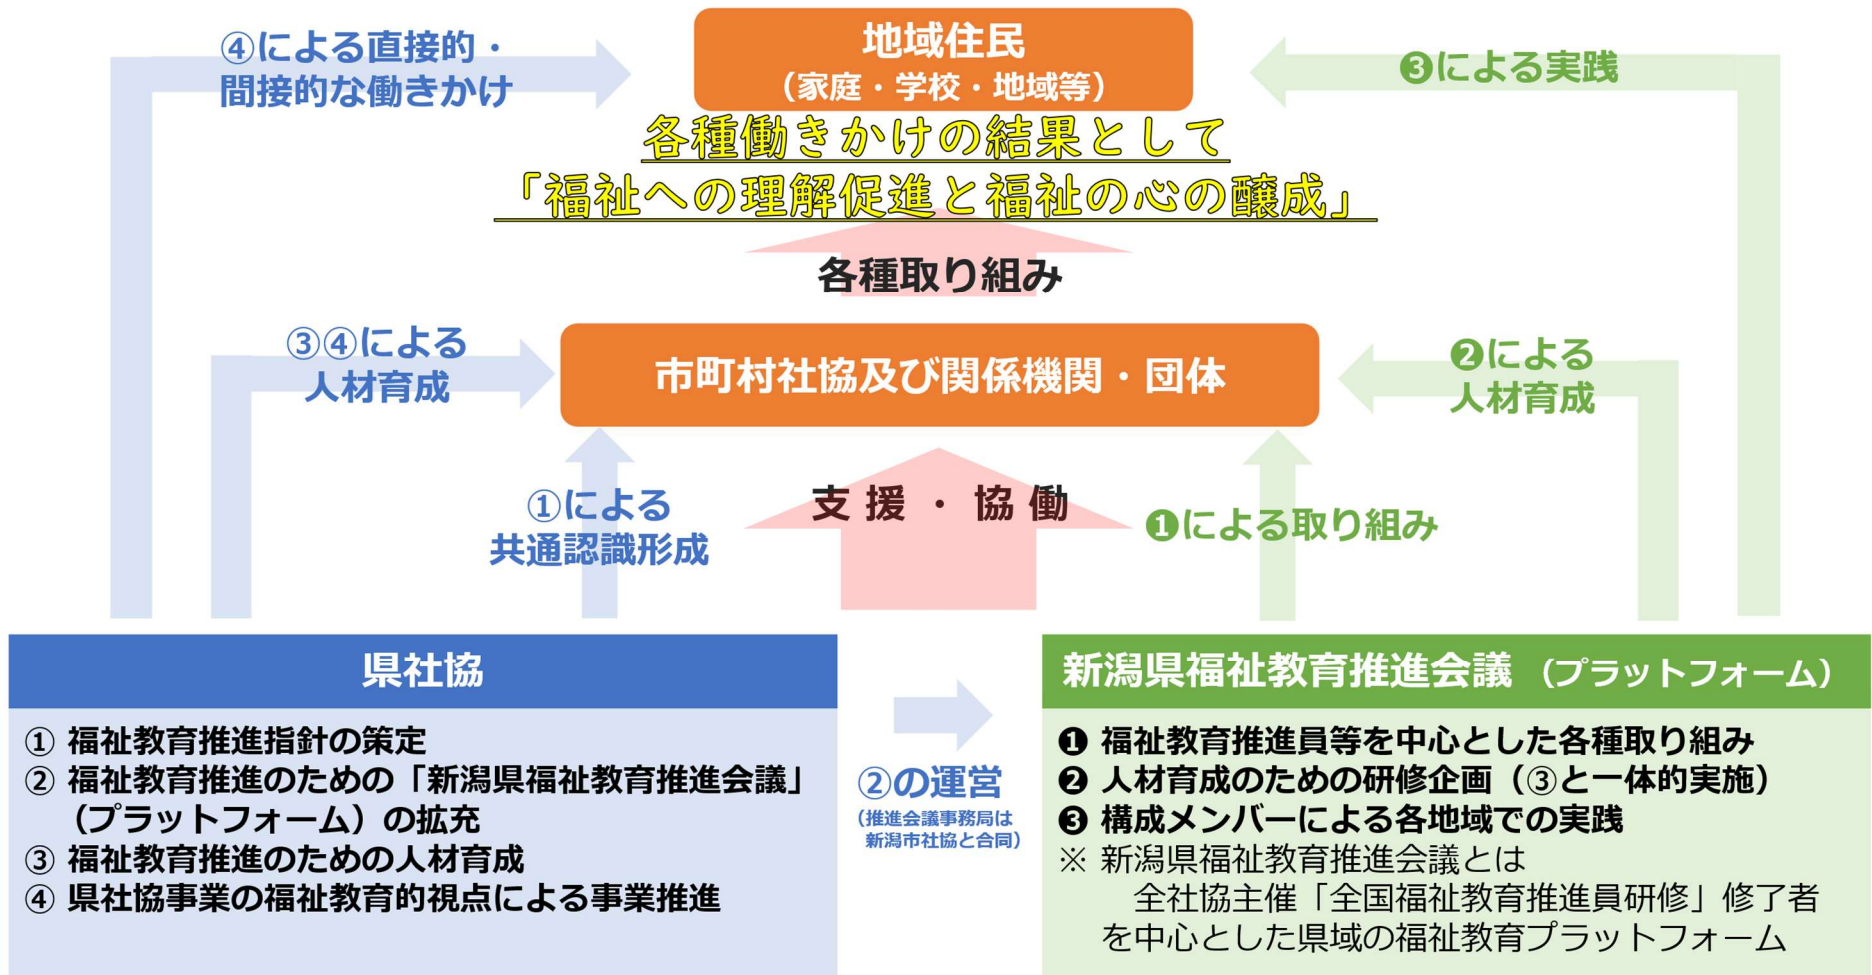 地域住民
（家庭・学校・地域等）
④による直接的・
間接的な働きかけ
❸による実践
各種働きかけの結果として
「福祉への理解促進と福祉の心の醸成」
各種取り組み
③④による
人材育成
市町村社協及び関係機関・団体
❷による
人材育成
①による
共通認識形成
支援・協働
❶による取り組み
県社協
① 福祉教育推進指針の策定
② 福祉教育推進のための「新潟県福祉教育推進会議」
（プラットフォーム）の拡充
③ 福祉教育推進のための人材育成
④ 県社協事業の福祉教育的視点による事業推進
②の運営
（推進会議事務局は
新潟市社協と合同）
新潟県福祉教育推進会議（プラットフォーム）
❶ 福祉教育推進員等を中心とした各種取り組み
❷ 人材育成のための研修企画（③と一体的実施）
❸ 構成メンバーによる各地域での実践
※ 新潟県福祉教育推進会議とは
全社協主催「全国福祉教育推進員研修」修了者
を中心とした県域の福祉教育プラットフォーム